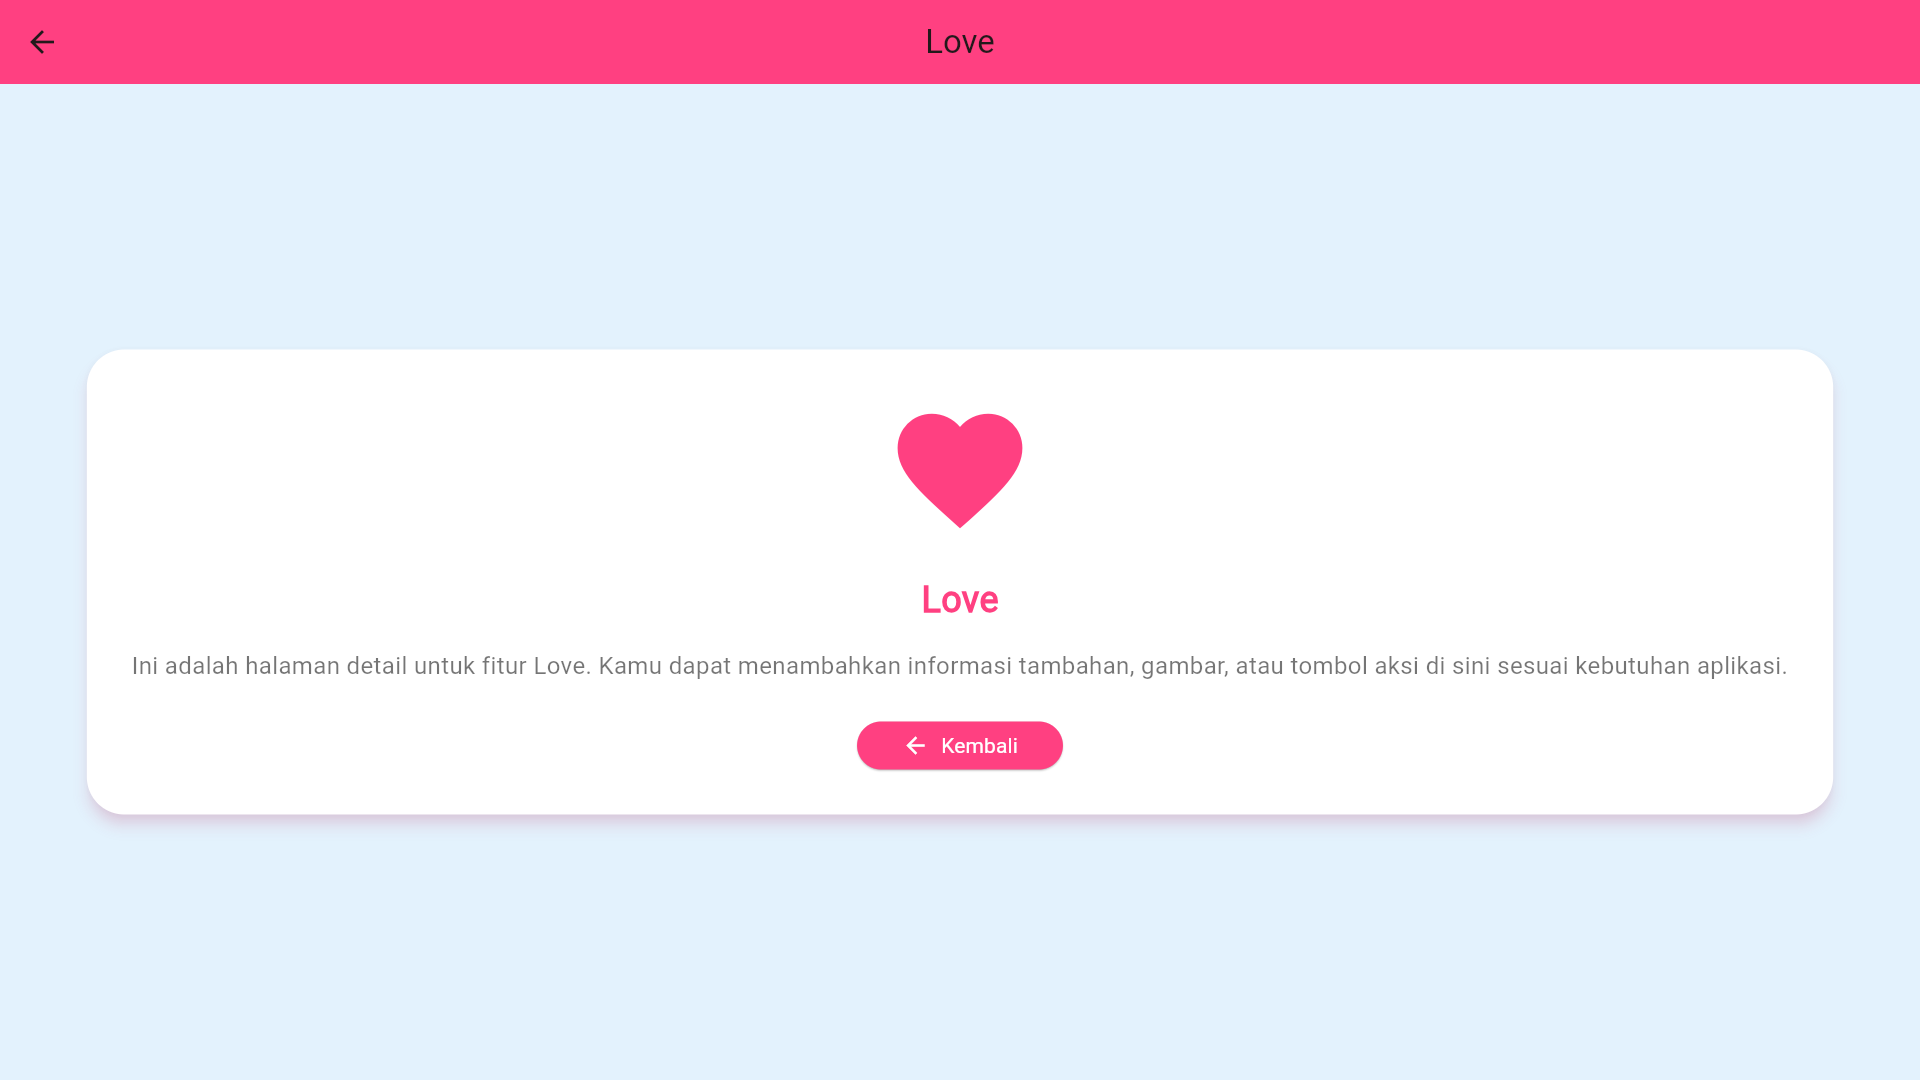 Love
Love
Ini adalah halaman detail untuk fitur Love. Kamu dapat menambahkan informasi tambahan, gambar, atau tombol aksi di sini sesuai kebutuhan aplikasi.
Kembali